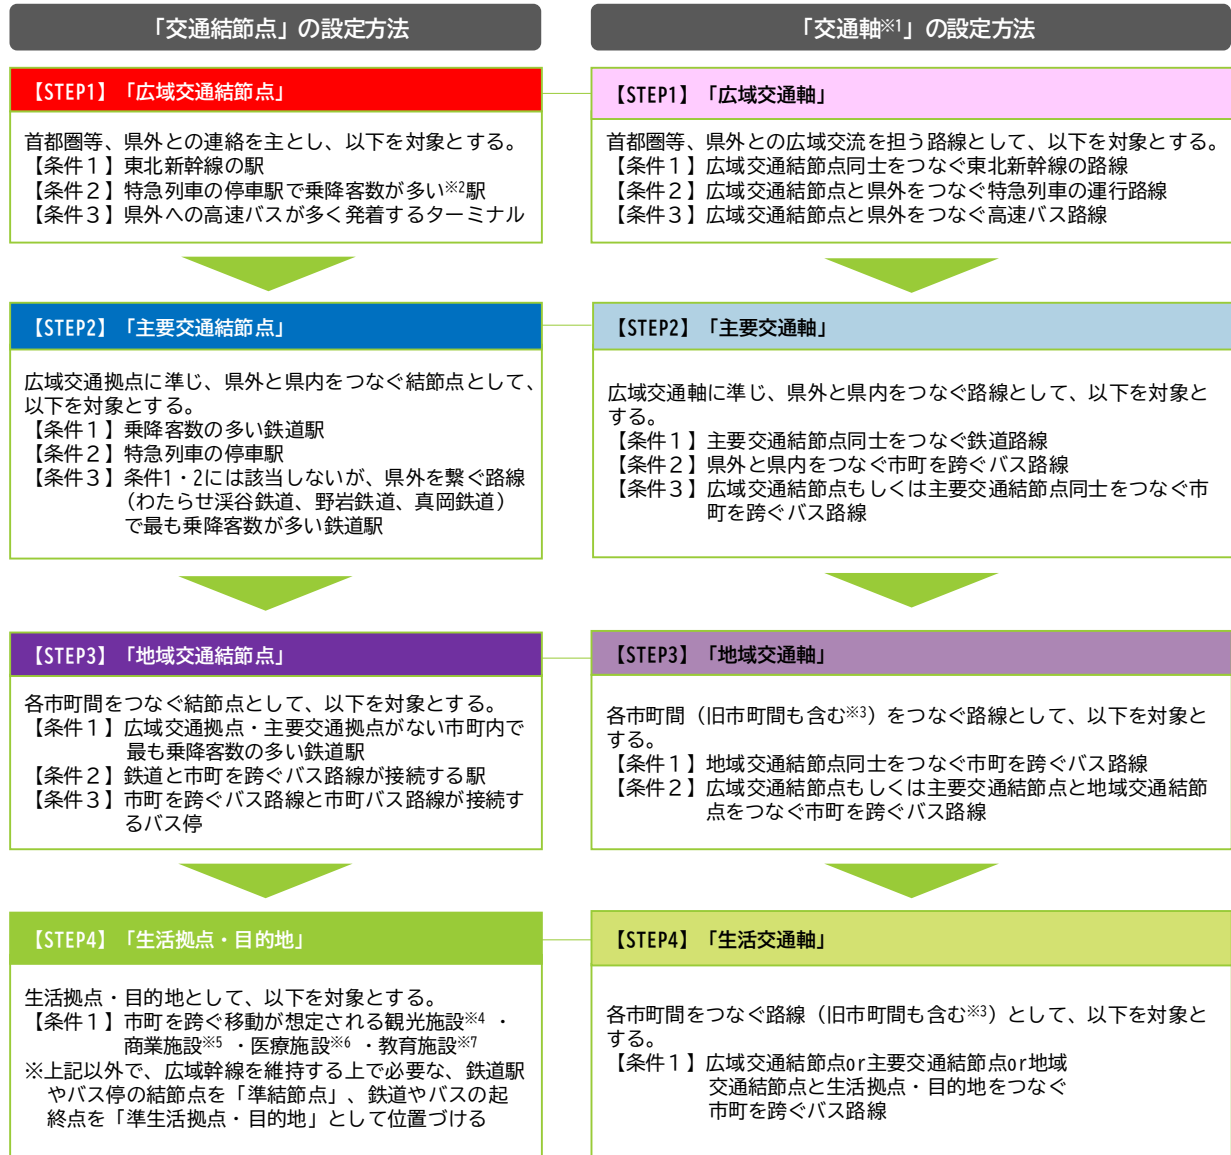 「交通結節点」の設定方法
【STEP1】「広域交通結節点」
首都圏等、県外との連絡を主とし、以下を対象とする。
【条件１】東北新幹線の駅
【条件２】特急列車の停車駅で乗降客数が多い※2駅
【条件３】県外への高速バスが多く発着するターミナル
【STEP2】「主要交通結節点」
広域交通拠点に準じ、県外と県内をつなぐ結節点として、
以下を対象とする。
【条件１】乗降客数の多い鉄道駅
【条件２】特急列車の停車駅
【条件３】条件1・2には該当しないが、県外を繋ぐ路線
（わたらせ渓谷鉄道、野岩鉄道、真岡鉄道）
で最も乗降客数が多い鉄道駅
【STEP3】「地域交通結節点」
各市町間をつなぐ結節点として、以下を対象とする。
【条件１】広域交通拠点・主要交通拠点がない市町内で
最も乗降客数の多い鉄道駅
【条件２】鉄道と市町を跨ぐバス路線が接続する駅
【条件３】市町を跨ぐバス路線と市町バス路線が接続す
るバス停
【STEP4】「生活拠点・目的地」
生活拠点・目的地として、以下を対象とする。
【条件１】市町を跨ぐ移動が想定される観光施設※4 ・
商業施設※5 ・医療施設※6 ・教育施設※7
※上記以外で、広域幹線を維持する上で必要な、鉄道駅
やバス停の結節点を「準結節点」、鉄道やバスの起
終点を「準生活拠点・目的地」として位置づける
「交通軸※1」の設定方法
【STEP1】「広域交通軸」
首都圏等、県外との広域交流を担う路線として、以下を対象とする。
【条件１】広域交通結節点同士をつなぐ東北新幹線の路線
【条件２】広域交通結節点と県外をつなぐ特急列車の運行路線
【条件３】広域交通結節点と県外をつなぐ高速バス路線
【STEP2】「主要交通軸」
広域交通軸に準じ、県外と県内をつなぐ路線として、以下を対象と
する。
【条件１】主要交通結節点同士をつなぐ鉄道路線
【条件２】県外と県内をつなぐ市町を跨ぐバス路線
【条件３】広域交通結節点もしくは主要交通結節点同士をつなぐ市
町を跨ぐバス路線
【STEP3】「地域交通軸」
各市町間（旧市町間も含む※3）をつなぐ路線として、以下を対象と
する。
【条件１】地域交通結節点同士をつなぐ市町を跨ぐバス路線
【条件２】広域交通結節点もしくは主要交通結節点と地域交通結節
点をつなぐ市町を跨ぐバス路線
【STEP4】「生活交通軸」
各市町間をつなぐ路線（旧市町間も含む※3）として、以下を対象と
する。
【条件１】広域交通結節点or主要交通結節点or地域
交通結節点と生活拠点・目的地をつなぐ
市町を跨ぐバス路線